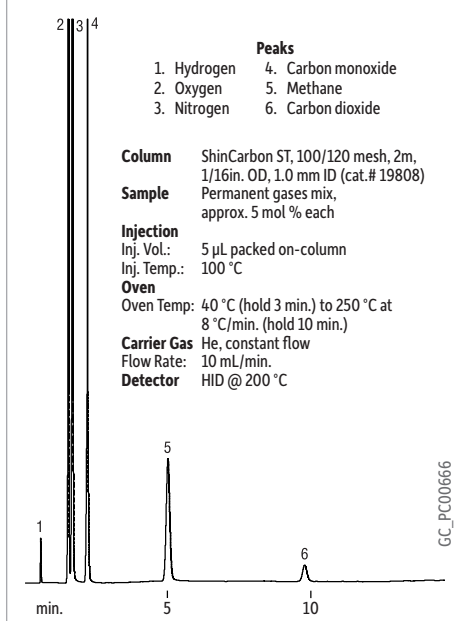 2 3 4
Peaks
1. Hydrogen 4. Carbon monoxide
2. Oxygen 5. Methane
3. Nitrogen 6. Carbon dioxide
Column ShinCarbon ST, 100/120 mesh, 2m,
1/16in. OD, 1.0 mm ID (cat.# 19808)
Sample Permanent gases mix,
approx. 5 mol % each
Injection
Inj. Vol.: 5 µL packed on-column
Inj. Temp.: 100 °C
Oven
Oven Temp: 40 °C (hold 3 min.) to 250 °C at
8 °C/min. (hold 10 min.)
Carrier Gas He, constant flow
Flow Rate: 10 mL/min.
Detector HID @ 200 °C
5
1
6
GC_PC00666
min. 5 10